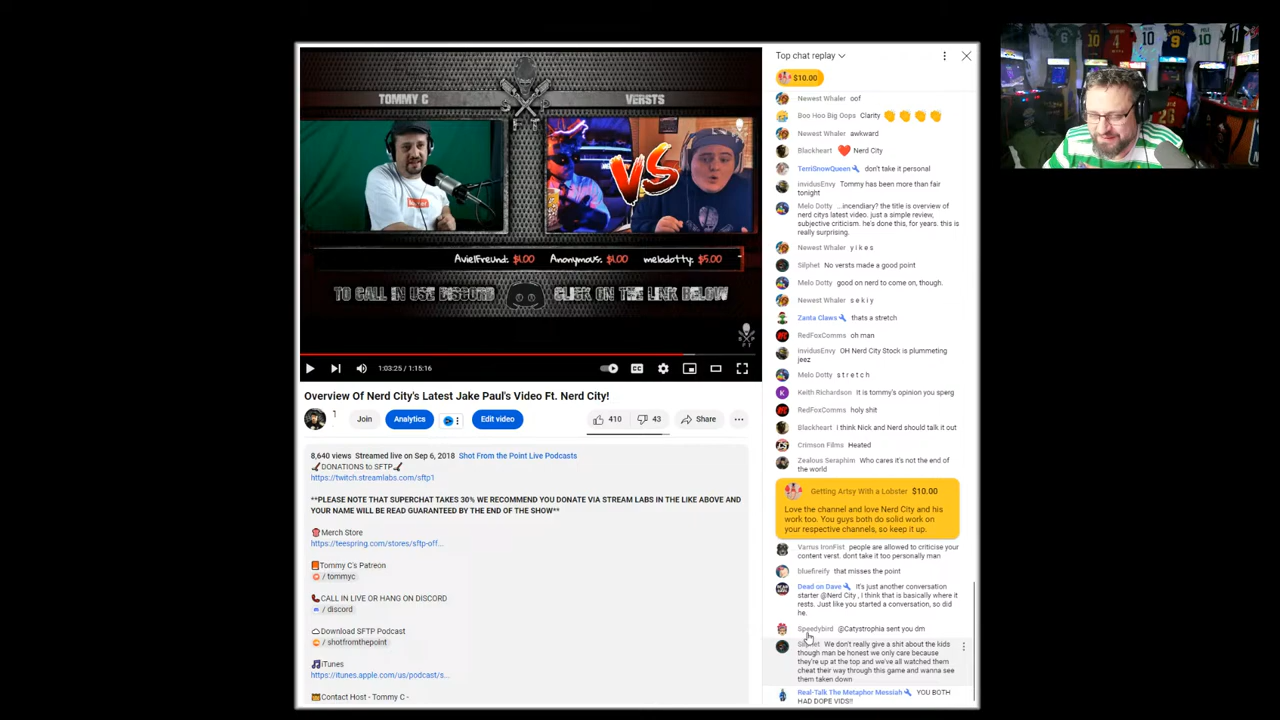 TOMMY C
VERSTS
VS
AvielFreund: $1.00 Anonymous: $1.00 melodotty: $5.00
TO CALL IN USE DISCORD CLICK ON THE LINK BELOW
1:03:25 / 1:15:16
Overview Of Nerd City's Latest Jake Paul's Video Ft. Nerd City!
Join
Analytics
Edit video
410
43
Share
8,640 views Streamed live on Sep 6, 2018 Shot From the Point Live Podcasts
DONATIONS to SFTP
https://twitch.streamlabs.com/sftp1
**PLEASE NOTE THAT SUPERCHAT TAKES 30% WE RECOMMEND YOU DONATE VIA STREAM LABS IN THE LIKE ABOVE AND
YOUR NAME WILL BE READ GUARANTEED BY THE END OF THE SHOW**
Merch Store
https://teespring.com/stores/sftp-off...
Tommy C's Patreon
/ tommyc
CALL IN LIVE OR HANG ON DISCORD
/ discord
Download SFTP Podcast
/ shotfromthepoint
iTunes
https://itunes.apple.com/us/podcast/s...
Contact Host - Tommy C -
Top chat replay
$10.00
Newest Whaler oof
Boo Hoo Big Oops Clarity
Newest Whaler awkward
Blackheart Nerd City
TerriSnowQueen don't take it personal
invidusEnvy Tommy has been more than fair
tonight
Melo Dotty ...incendiary? the title is overview of
nerd citys latest video. just a simple review,
subjective criticism. he's done this, for years. this is
really surprising.
Newest Whaler y i k e s
Silphet No versts made a good point
Melo Dotty good on nerd to come on, though.
Newest Whaler s e k i y
Zanta Claws thats a stretch
RedFoxComms oh man
invidusEnvy OH Nerd City Stock is plummeting
jeez
Melo Dotty s t r e t c h
Keith Richardson It is tommy's opinion you sperg
RedFoxComms holy shit
Blackheart i think Nick and Nerd should talk it out
Crimson Films Heated
Zealous Seraphim Who cares it's not the end of
the world
Getting Artsy With a Lobster $10.00
Love the channel and love Nerd City and his
work too. You guys both do solid work on
your respective channels, so keep it up.
Varrus IronFist people are allowed to criticise your
content verst. dont take it too personally man
bluefireify that misses the point
Dead on Dave It's just another conversation
starter @Nerd City , I think that is basically where it
rests. Just like you started a conversation, so did
he.
Speedybird @Catystrophia sent you dm
Silphet We don't really give a shit about the kids
though man be honest we only care because
they're up at the top and we've all watched them
cheat their way through this game and wanna see
them taken down
Real-Talk The Metaphor Messiah YOU BOTH
HAD DOPE VIDS!!